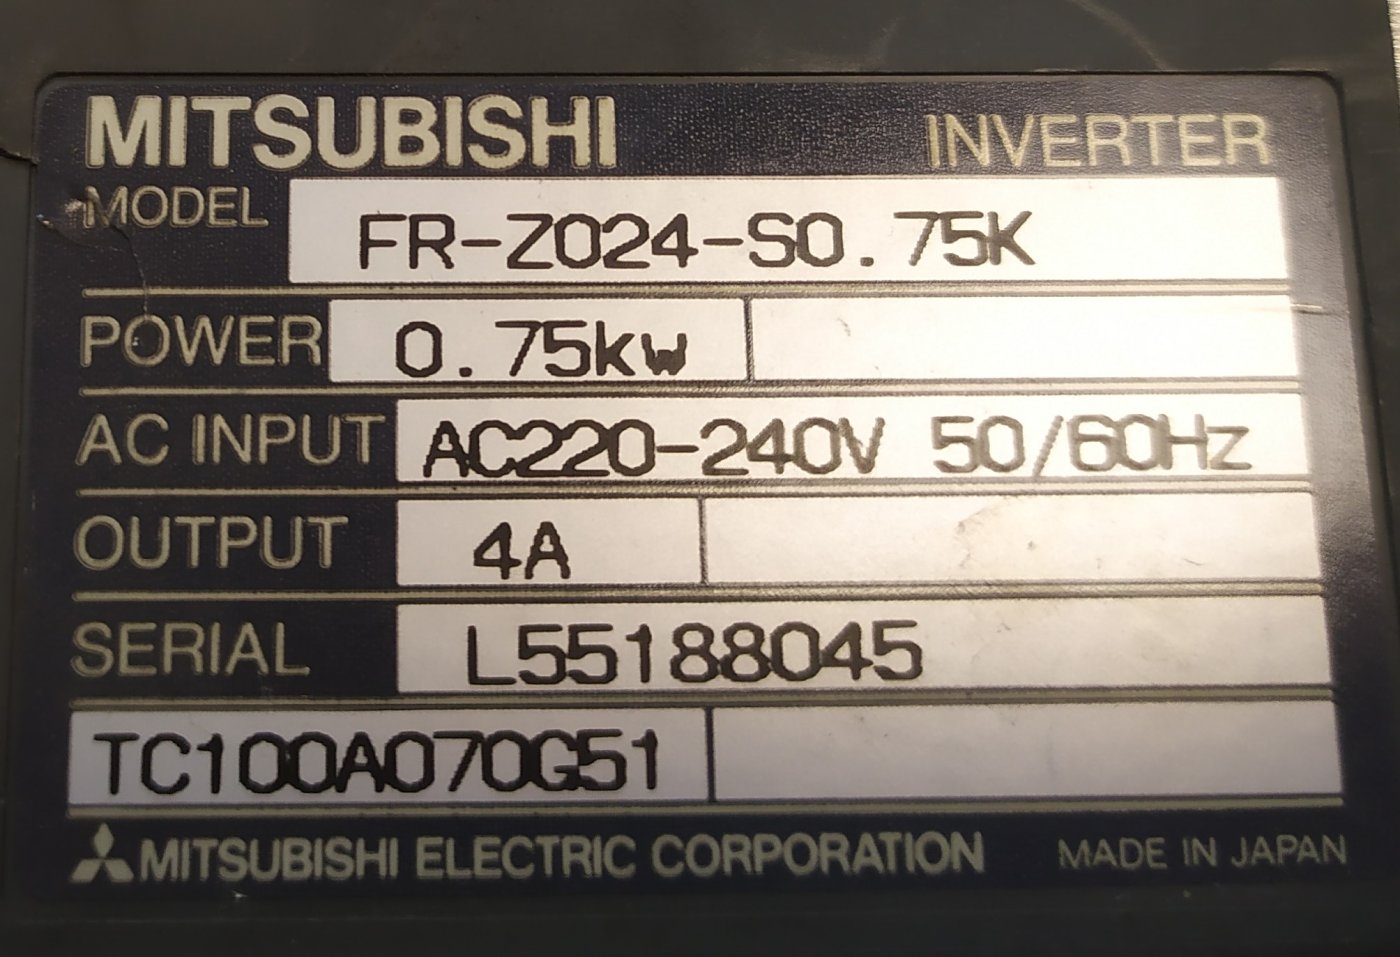 MITSUBISHI INVERTER
MODEL FR-Z024-S0.75K
POWER 0.75kw
AC INPUT AC220-240V 50/60Hz
OUTPUT 4A
SERIAL L55188045
TC100A070G51
MITSUBISHI ELECTRIC CORPORATION MADE IN JAPAN